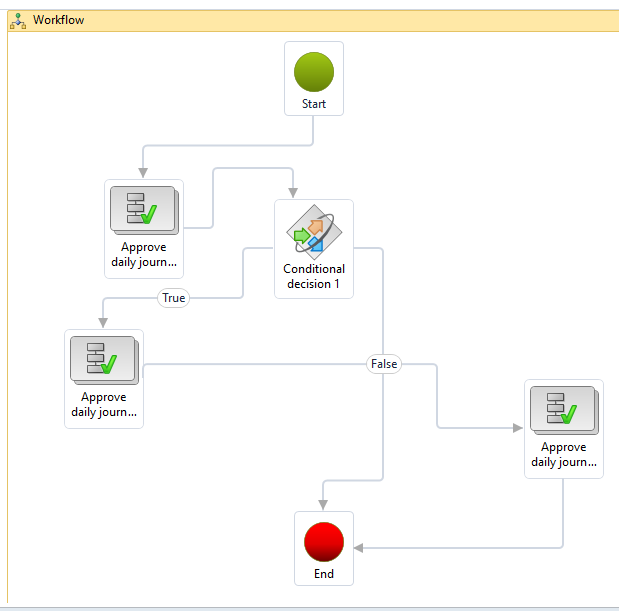 Workflow
Start
Approve
daily journ...
Conditional
decision 1
True
Approve
daily journ...
False
Approve
daily journ...
End